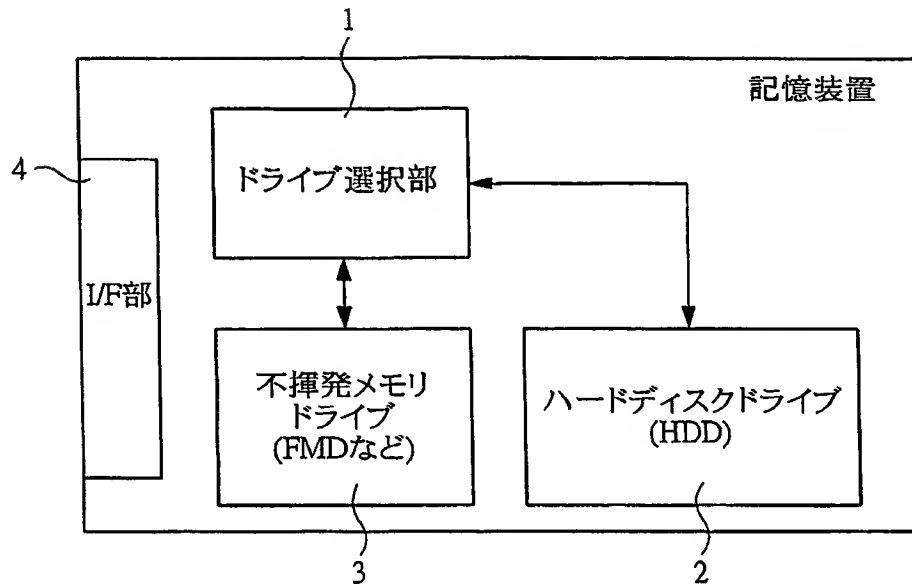 1
記憶装置
4
ドライブ選択部
I/F部
不揮発メモリ
ドライブ
(FMDなど)
ハードディスクドライブ
(HDD)
3
2